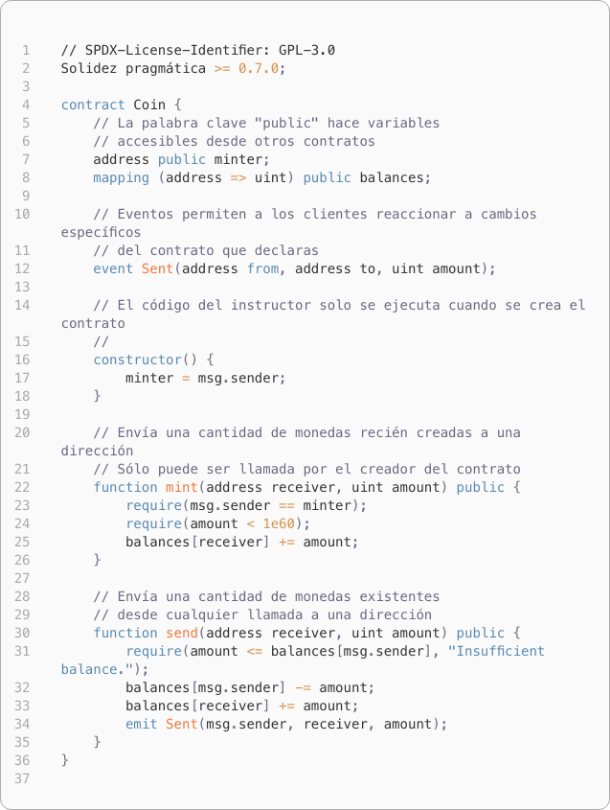 1 // SPDX-License-Identifier: GPL-3.0
2 Solidez pragmática >= 0.7.0;
3
4 contract Coin {
5 // La palabra clave "public" hace variables
6 // accesibles desde otros contratos
7 address public minter;
8 mapping (address => uint) public balances;
9
10 // Eventos permiten a los clientes reaccionar a cambios
específicos
11 // del contrato que declaras
12 event Sent(address from, address to, uint amount);
13
14 // El código del instructor solo se ejecuta cuando se crea el
contrato
15 //
16 constructor() {
17 minter = msg.sender;
18 }
19
20 // Envía una cantidad de monedas recién creadas a una
dirección
21 // Sólo puede ser llamada por el creador del contrato
22 function mint(address receiver, uint amount) public {
23 require(msg.sender == minter);
24 require(amount < 1e60);
25 balances[receiver] += amount;
26 }
27
28 // Envía una cantidad de monedas existentes
29 // desde cualquier llamada a una dirección
30 function send(address receiver, uint amount) public {
31 require(amount <= balances[msg.sender], "Insufficient
balance.");
32 balances[msg.sender] -= amount;
33 balances[receiver] += amount;
34 emit Sent(msg.sender, receiver, amount);
35 }
36 }
37